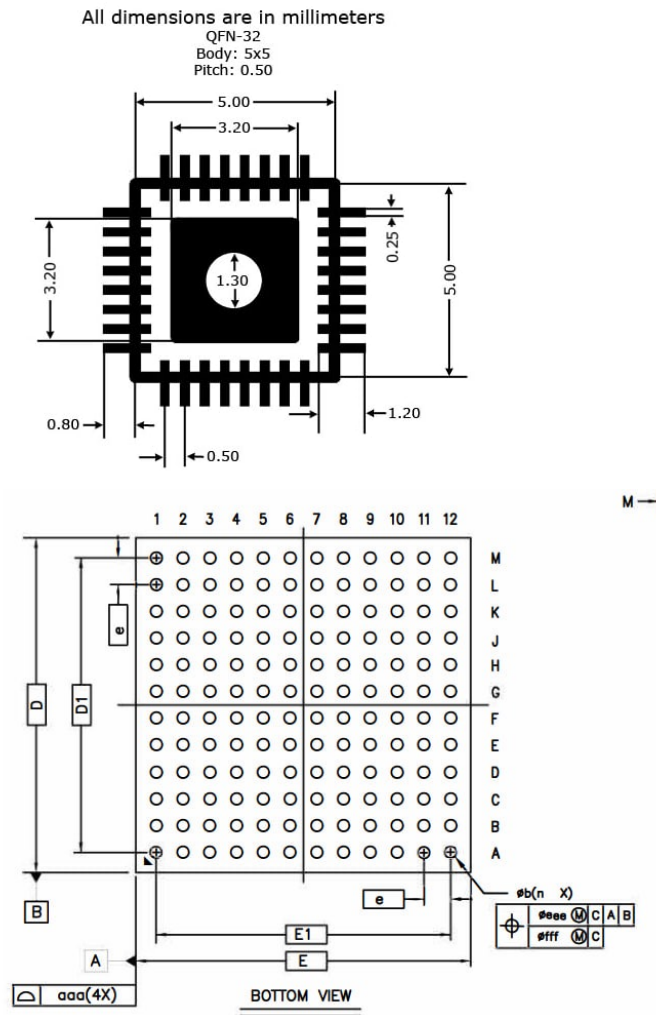 All dimensions are in millimeters
QFN-32
Body: 5x5
Pitch: 0.50
5.00
3.20
3.20
1.30
0.25
5.00
0.80
1.20
0.50
M
1 2 3 4 5 6 7 8 9 10 11 12
M
L
e
K
J
H
G
D
D1
F
E
D
C
B
A
øb(n X)
e
B
øeee Ⓜ C A B
E1
øfff Ⓜ C
A
E
aaa(4X)
BOTTOM VIEW